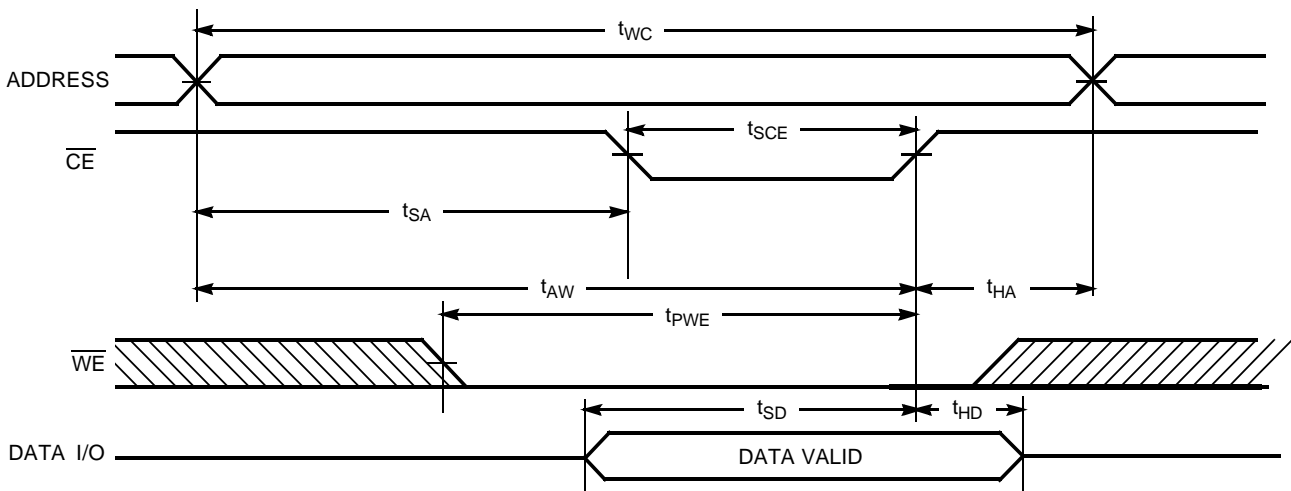 tWC
ADDRESS
tSCE
CE
tSA
tAW
tHA
tPWE
WE
tSD
tHD
DATA I/O
DATA VALID